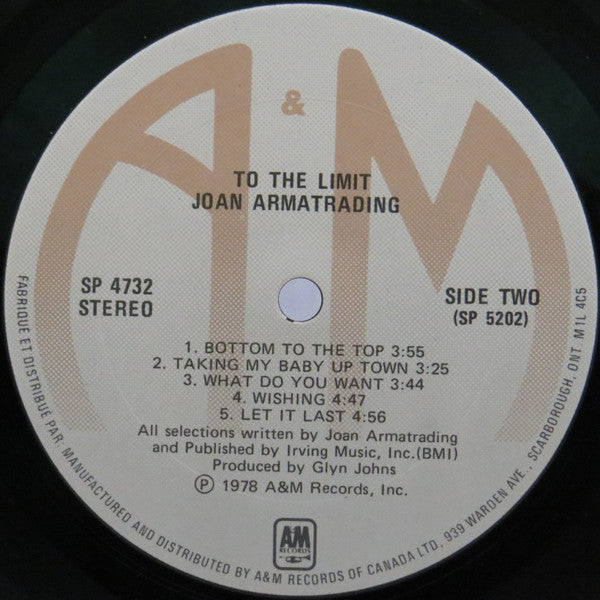 A & M
TO THE LIMIT
JOAN ARMATRADING
SP 4732
STEREO
SIDE TWO
(SP 5202)
1. BOTTOM TO THE TOP 3:55
2. TAKING MY BABY UP TOWN 3:25
3. WHAT DO YOU WANT 3:44
4. WISHING 4:47
5. LET IT LAST 4:56
All selections written by Joan Armatrading
and Published by Irving Music, Inc.(BMI)
Produced by Glyn Johns
Ⓟ 1978 A&M Records, Inc.
A&M
RECORDS
FABRIQUÉ ET DISTRIBUÉ PAR: MANUFACTURED AND DISTRIBUTED BY A&M RECORDS OF CANADA LTD. 939 WARDEN AVE., SCARBOROUGH, ONT. M1L 4C5